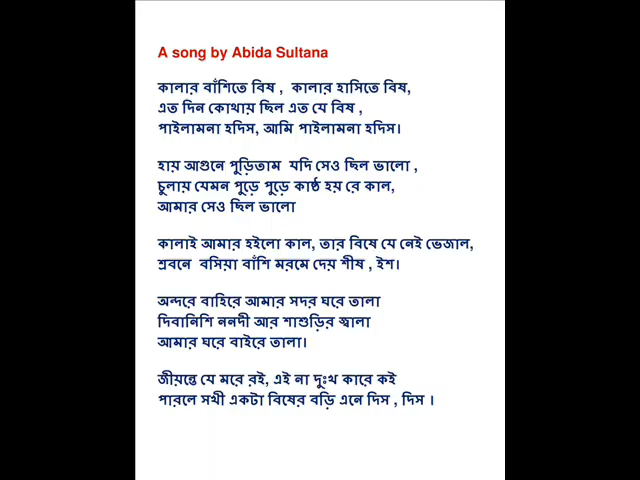 A song by Abida Sultana
কালার বাঁশিতে বিষ , কালার হাসিতে বিষ,
এত দিন কোথায় ছিল এত যে বিষ ,
পাইলামনা হদিস, আমি পাইলামনা হদিস।
হায় আগুনে পুড়িতাম যদি সেও ছিল ভালো ,
চুলায় যেমন পুড়ে পুড়ে কাষ্ঠ হয় রে কাল,
আমার সেও ছিল ভালো
কালাই আমার হইলো কাল, তার বিষে যে নেই ভেজাল,
শ্রবনে বসিয়া বাঁশি মরমে দেয় শীষ , ইশ।
অন্দরে বাহিরে আমার সদর ঘরে তালা
দিবানিশি ননদী আর শাশুড়ির জ্বালা
আমার ঘরে বাইরে তালা।
জীয়ন্তে যে মরে রই, এই না দুঃখ কারে কই
পারলে সখী একটা বিষের বড়ি এনে দিস , দিস ।